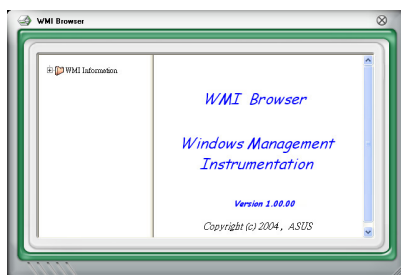 WMI Browser
WMI Information
WMI Browser
Windows Management
Instrumentation
Version 1.00.00
Copyright (c) 2004 , ASUS